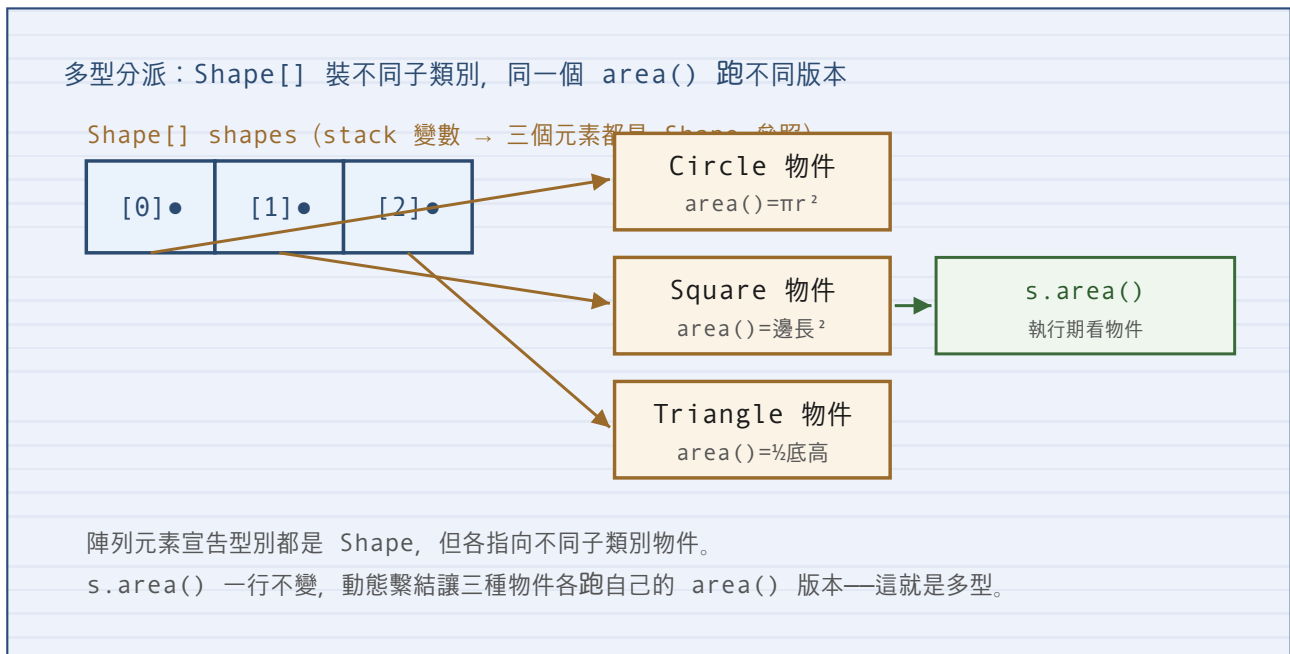 多型分派：Shape[] 裝不同子類別，同一個 area() 跑不同版本
Shape[] shapes（stack 變數 → 三個元素都是 Shape 參照）
[0]● [1]● [2]●
Circle 物件
area()=πr²
Square 物件
area()=邊長²
s.area()
執行期看物件
Triangle 物件
area()=½底高
陣列元素宣告型別都是 Shape，但各指向不同子類別物件。
s.area() 一行不變，動態繫結讓三種物件各跑自己的 area() 版本——這就是多型。